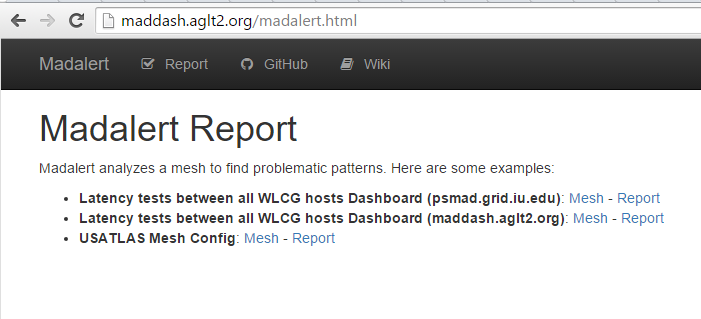 maddash.aglt2.org/madalert.html
Madalert Report GitHub Wiki
Madalert Report
Madalert analyzes a mesh to find problematic patterns. Here are some examples:
Latency tests between all WLCG hosts Dashboard (psmad.grid.iu.edu): Mesh - Report
Latency tests between all WLCG hosts Dashboard (maddash.aglt2.org): Mesh - Report
USATLAS Mesh Config: Mesh - Report